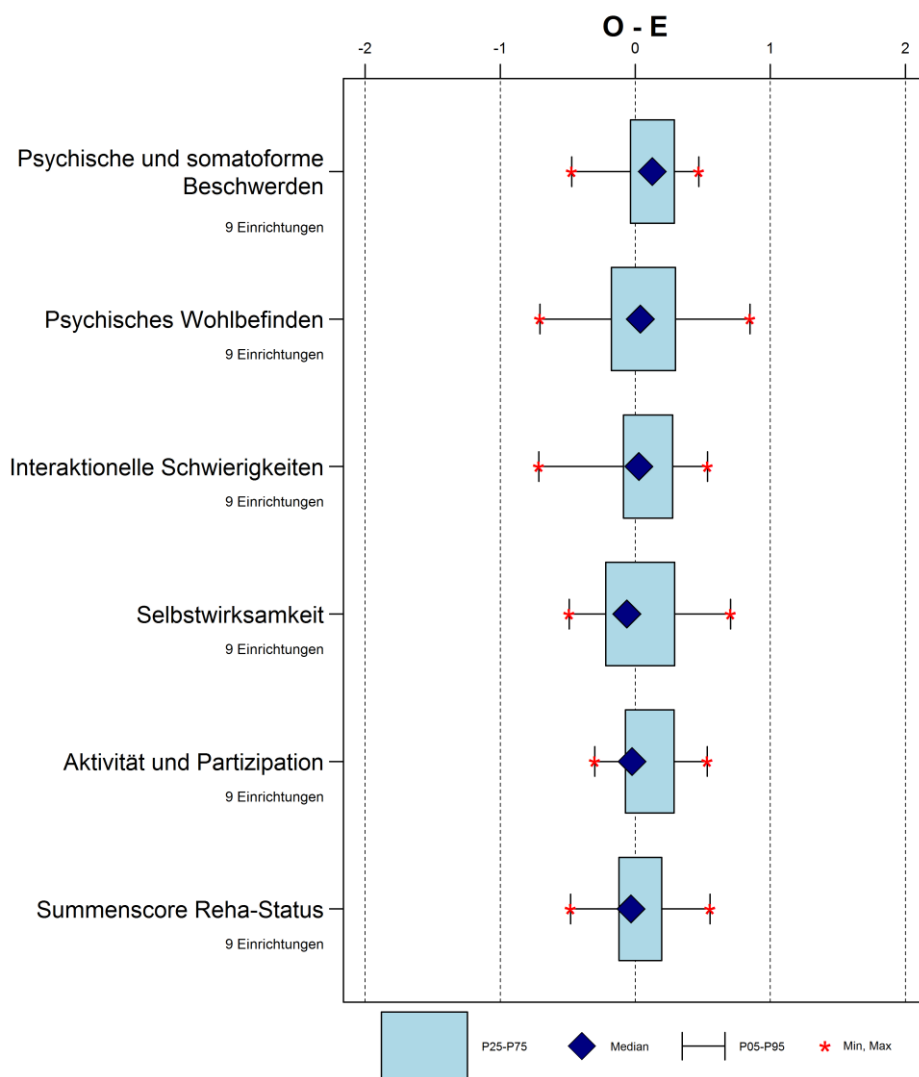 O - E
-2 -1 0 1 2
Psychische und somatoforme
Beschwerden
9 Einrichtungen
Psychisches Wohlbefinden
9 Einrichtungen
Interaktionelle Schwierigkeiten
9 Einrichtungen
Selbstwirksamkeit
9 Einrichtungen
Aktivität und Partizipation
9 Einrichtungen
Summenscore Reha-Status
9 Einrichtungen
P25-P75 Median P05-P95 Min, Max